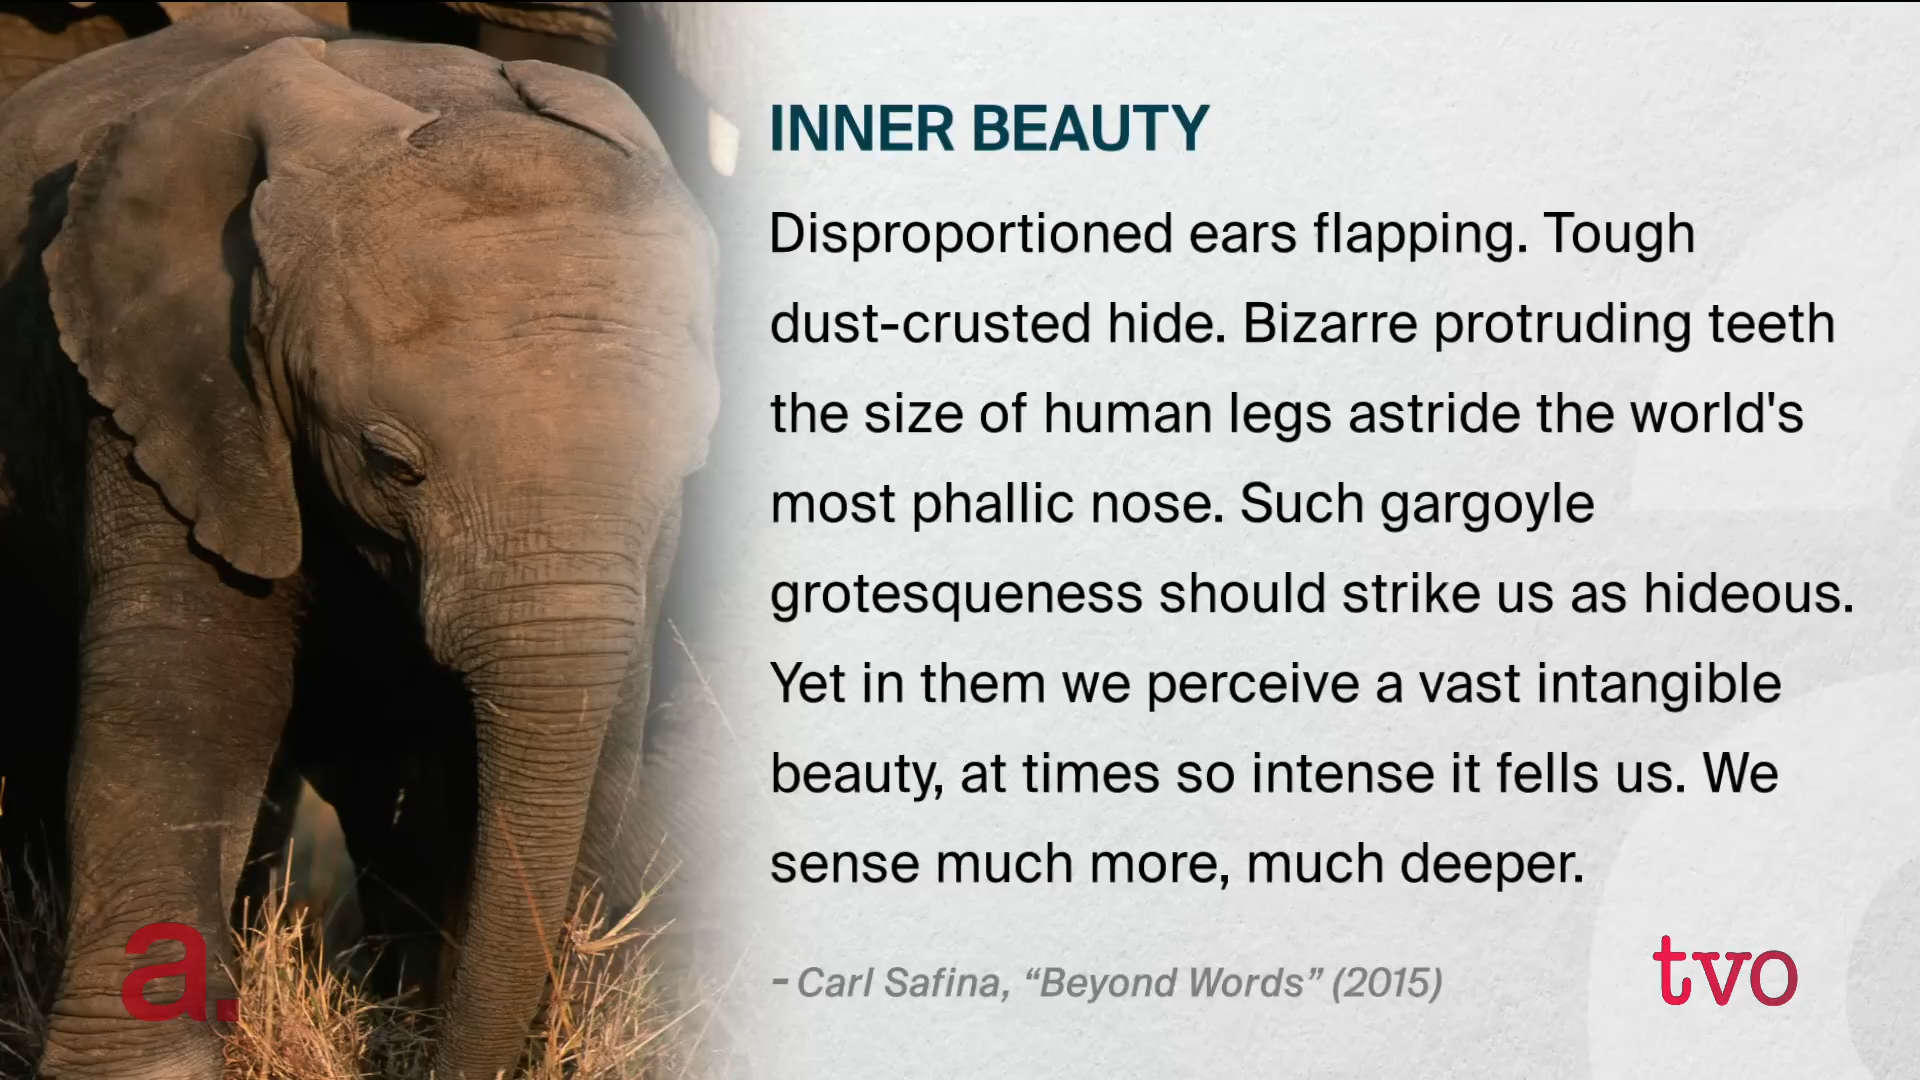 INNER BEAUTY
Disproportioned ears flapping. Tough
dust-crusted hide. Bizarre protruding teeth
the size of human legs astride the world's
most phallic nose. Such gargoyle
grotesqueness should strike us as hideous.
Yet in them we perceive a vast intangible
beauty, at times so intense it fells us. We
sense much more, much deeper.
- Carl Safina, “Beyond Words” (2015)
a.
tvo